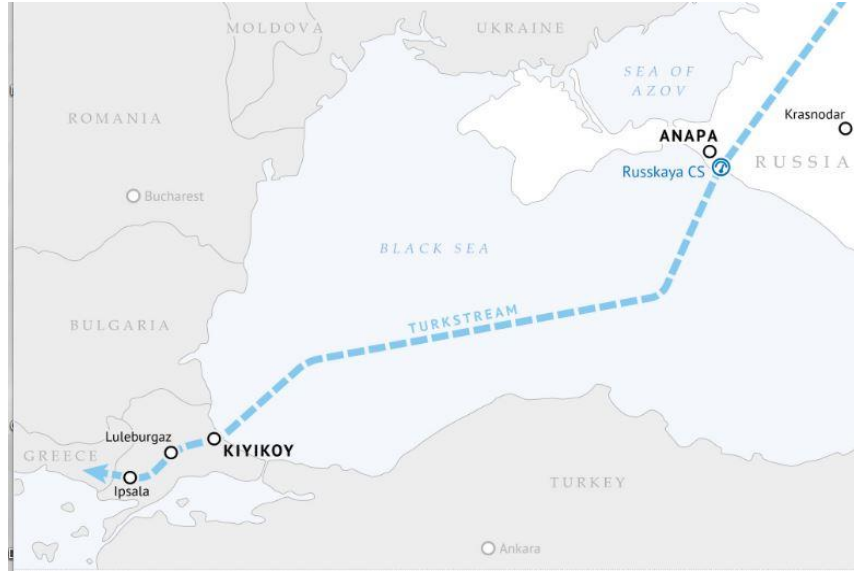 MOLDOVA
UKRAINE
SEA OF
AZOV
ROMANIA
Krasnodar
ANAPA
RUSSIA
Russkaya CS
Bucharest
BLACK SEA
TURKSTREAM
BULGARIA
Luleburgaz
KIYIKOY
GREECE
Ipsala
TURKEY
Ankara